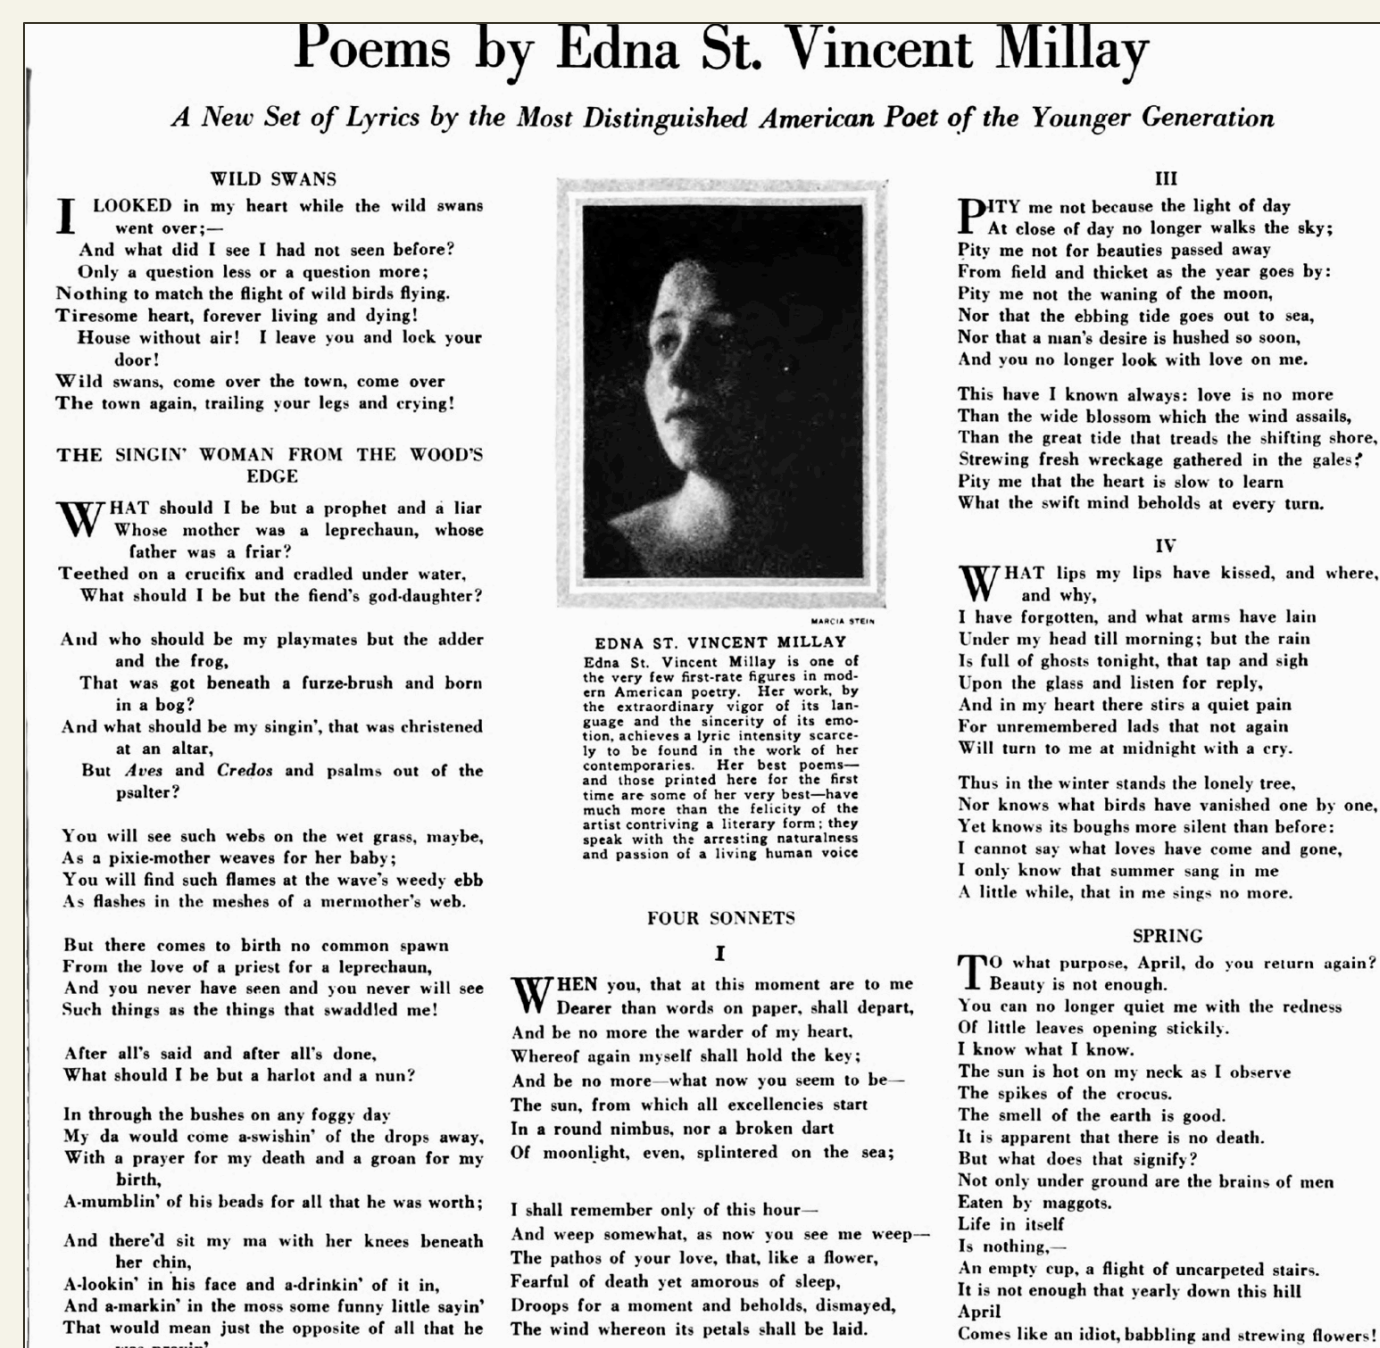 Poems by Edna St. Vincent Millay
A New Set of Lyrics by the Most Distinguished American Poet of the Younger Generation
WILD SWANS
I LOOKED in my heart while the wild swans
went over;—
And what did I see I had not seen before?
Only a question less or a question more;
Nothing to match the flight of wild birds flying.
Tiresome heart, forever living and dying!
House without air! I leave you and lock your
door!
Wild swans, come over the town, come over
The town again, trailing your legs and crying!
THE SINGIN' WOMAN FROM THE WOOD'S
EDGE
WHAT should I be but a prophet and a liar
Whose mother was a leprechaun, whose
father was a friar?
Teethed on a crucifix and cradled under water,
What should I be but the fiend's god-daughter?
And who should be my playmates but the adder
and the frog,
That was got beneath a furze-brush and born
in a bog?
And what should be my singin', that was christened
at an altar,
But Aves and Credos and psalms out of the
psalter?
You will see such webs on the wet grass, maybe,
As a pixie-mother weaves for her baby;
You will find such flames at the wave's weedy ebb
As flashes in the meshes of a mermother's web.
But there comes to birth no common spawn
From the love of a priest for a leprechaun,
And you never have seen and you never will see
Such things as the things that swaddled me!
After all's said and after all's done,
What should I be but a harlot and a nun?
In through the bushes on any foggy day
My da would come a-swishin' of the drops away,
With a prayer for my death and a groan for my
birth,
A-mumblin' of his beads for all that he was worth;
And there'd sit my ma with her knees beneath
her chin,
A-lookin' in his face and a-drinkin' of it in,
And a-markin' in the moss some funny little sayin'
That would mean just the opposite of all that he
was prayin'
MARCIA STEIN
EDNA ST. VINCENT MILLAY
Edna St. Vincent Millay is one of
the very few first-rate figures in mod-
ern American poetry. Her work, by
the extraordinary vigor of its lan-
guage and the sincerity of its emo-
tion, achieves a lyric intensity scarce-
ly to be found in the work of her
contemporaries. Her best poems—
and those printed here for the first
time are some of her very best—have
much more than the felicity of the
artist contriving a literary form; they
speak with the arresting naturalness
and passion of a living human voice
FOUR SONNETS
I
WHEN you, that at this moment are to me
Dearer than words on paper, shall depart,
And be no more the warder of my heart,
Whereof again myself shall hold the key;
And be no more—what now you seem to be—
The sun, from which all excellencies start
In a round nimbus, nor a broken dart
Of moonlight, even, splintered on the sea;
I shall remember only of this hour—
And weep somewhat, as now you see me weep—
The pathos of your love, that, like a flower,
Fearful of death yet amorous of sleep,
Droops for a moment and beholds, dismayed,
The wind whereon its petals shall be laid.
III
PITY me not because the light of day
At close of day no longer walks the sky;
Pity me not for beauties passed away
From field and thicket as the year goes by:
Pity me not the waning of the moon,
Nor that the ebbing tide goes out to sea,
Nor that a man's desire is hushed so soon,
And you no longer look with love on me.
This have I known always: love is no more
Than the wide blossom which the wind assails,
Than the great tide that treads the shifting shore,
Strewing fresh wreckage gathered in the gales:
Pity me that the heart is slow to learn
What the swift mind beholds at every turn.
IV
WHAT lips my lips have kissed, and where,
and why,
I have forgotten, and what arms have lain
Under my head till morning; but the rain
Is full of ghosts tonight, that tap and sigh
Upon the glass and listen for reply,
And in my heart there stirs a quiet pain
For unremembered lads that not again
Will turn to me at midnight with a cry.
Thus in the winter stands the lonely tree,
Nor knows what birds have vanished one by one,
Yet knows its boughs more silent than before:
I cannot say what loves have come and gone,
I only know that summer sang in me
A little while, that in me sings no more.
SPRING
TO what purpose, April, do you return again?
Beauty is not enough.
You can no longer quiet me with the redness
Of little leaves opening stickily.
I know what I know.
The sun is hot on my neck as I observe
The spikes of the crocus.
The smell of the earth is good.
It is apparent that there is no death.
But what does that signify?
Not only under ground are the brains of men
Eaten by maggots.
Life in itself
Is nothing,—
An empty cup, a flight of uncarpeted stairs.
It is not enough that yearly down this hill
April
Comes like an idiot, babbling and strewing flowers!